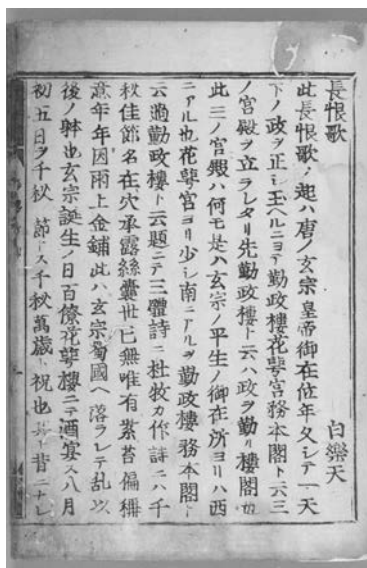 長恨歌 白樂天
此長恨歌ノ起ハ唐ノ玄宗皇帝御在位年久シテ一天
下ノ政ヲ正シ玉ヘルニヨテ勤政樓花萼宮務本閣ト云三
ノ宮殿ヲ立ラレタリ先勤政樓ト云ハ政ヲ勤ル樓閣
此三ノ宮殿ハ何モ是ハ玄宗ノ平生ノ御在所ヨリハ西
ニアル也花萼宮ヨリ少シ南ニアルヲ勤政樓務本閣ト
云過勤政樓ト云題ニテ三體詩ニ杜牧カ作詩ニハ千
秋佳節名在穴承露絲囊世已無唯有紫苔偏稱
意年年因雨上金鋪此ハ玄宗蜀國ヘ落ラレテ乱以
後ノ躰也玄宗誕生ノ日百僚花萼樓ニテ酒宴ス八月
初五日ヲ千秋節トス千秋萬歳ト祝也昔ニナレ